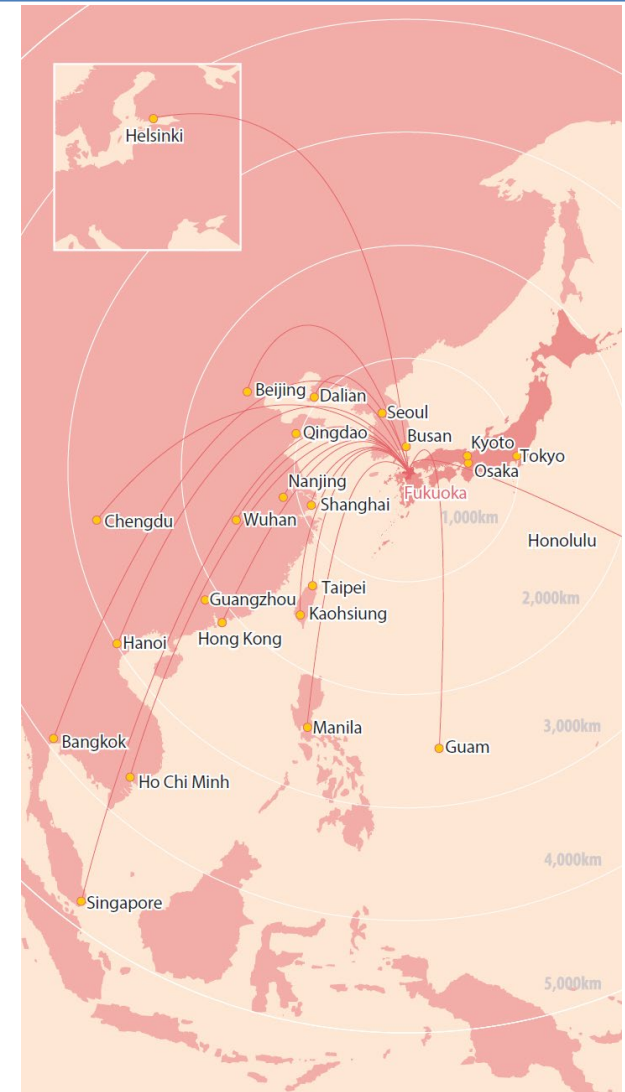 Helsinki
Beijing
Dalian
Seoul
Qingdao
Busan
Kyoto
Tokyo
Osaka
Nanjing
Fukuoka
Shanghai
Chengdu
Wuhan
1,000km
Honolulu
Taipei
2,000km
Guangzhou
Kaohsiung
Hong Kong
Hanoi
Manila
3,000km
Bangkok
Guam
Ho Chi Minh
4,000km
Singapore
5,000km